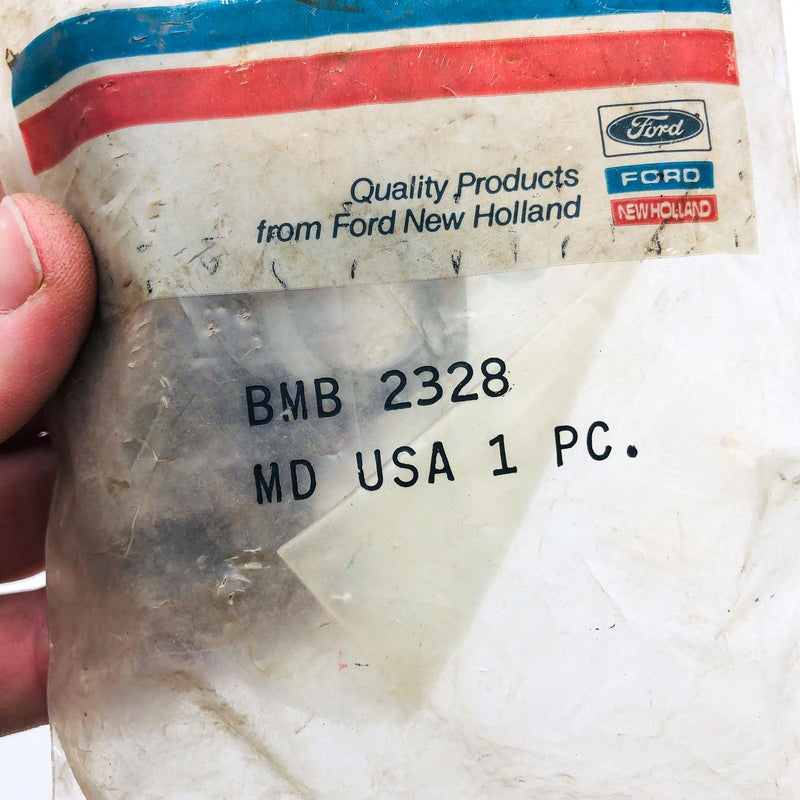 Ford
FORD
NEW HOLLAND
Quality Products
from Ford New Holland
BMB 2328
MD USA 1 PC.